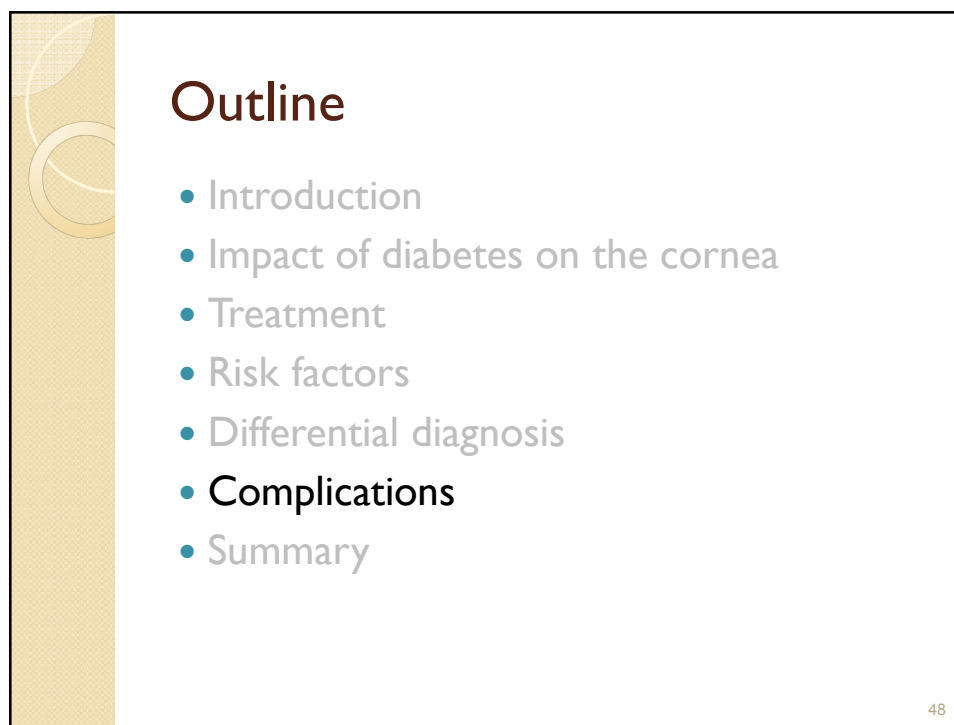 Outline
• Introduction
• Impact of diabetes on the cornea
• Treatment
• Risk factors
• Differential diagnosis
• Complications
• Summary
48